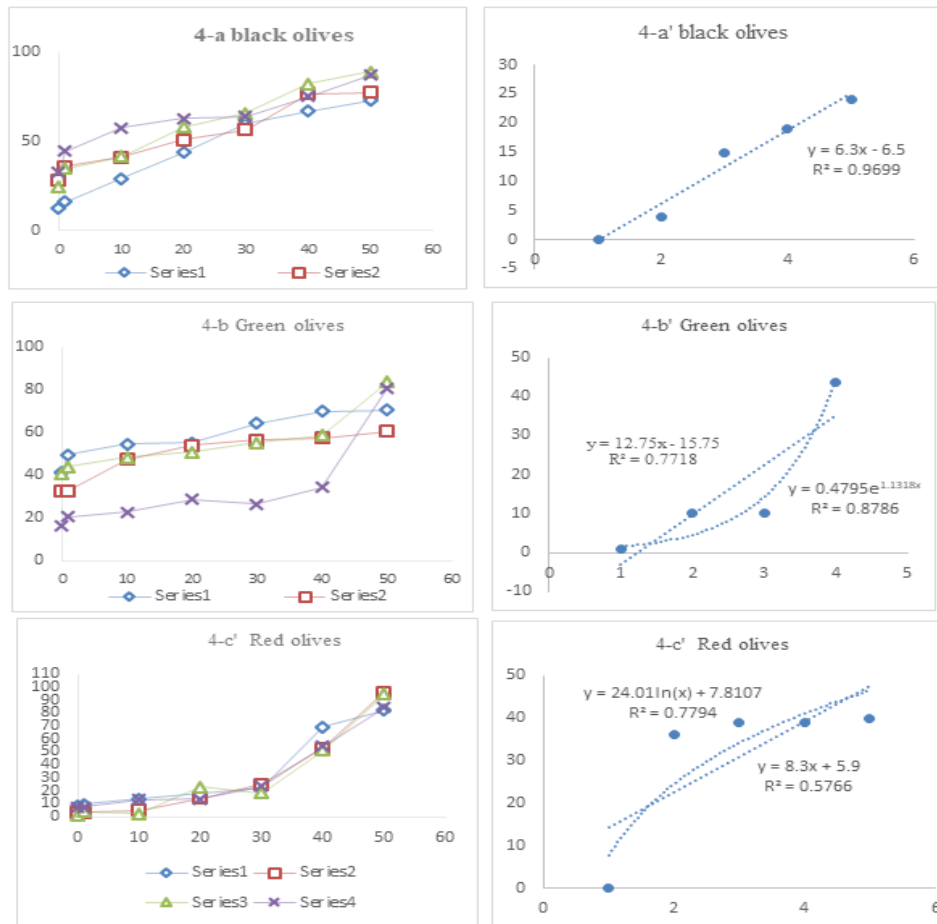 4-a black olives
100
50
0
0 10 20 30 40 50 60
Series1 Series2
4-a' black olives
30
25
20
15
10
5
0
-5
0 2 4 6
y = 6.3x - 6.5
R² = 0.9699
4-b Green olives
100
80
60
40
20
0
0 10 20 30 40 50 60
Series1 Series2
4-b' Green olives
50
40
30
20
10
0
-10
0 1 2 3 4 5
y = 12.75x - 15.75
R² = 0.7718
y = 0.4795e^1.1318x
R² = 0.8786
4-c' Red olives
110
100
90
80
70
60
50
40
30
20
10
0
0 10 20 30 40 50 60
Series1 Series2
Series3 Series4
4-c' Red olives
50
40
30
20
10
0
0 2 4 6
y = 24.01ln(x) + 7.8107
R² = 0.7794
y = 8.3x + 5.9
R² = 0.5766